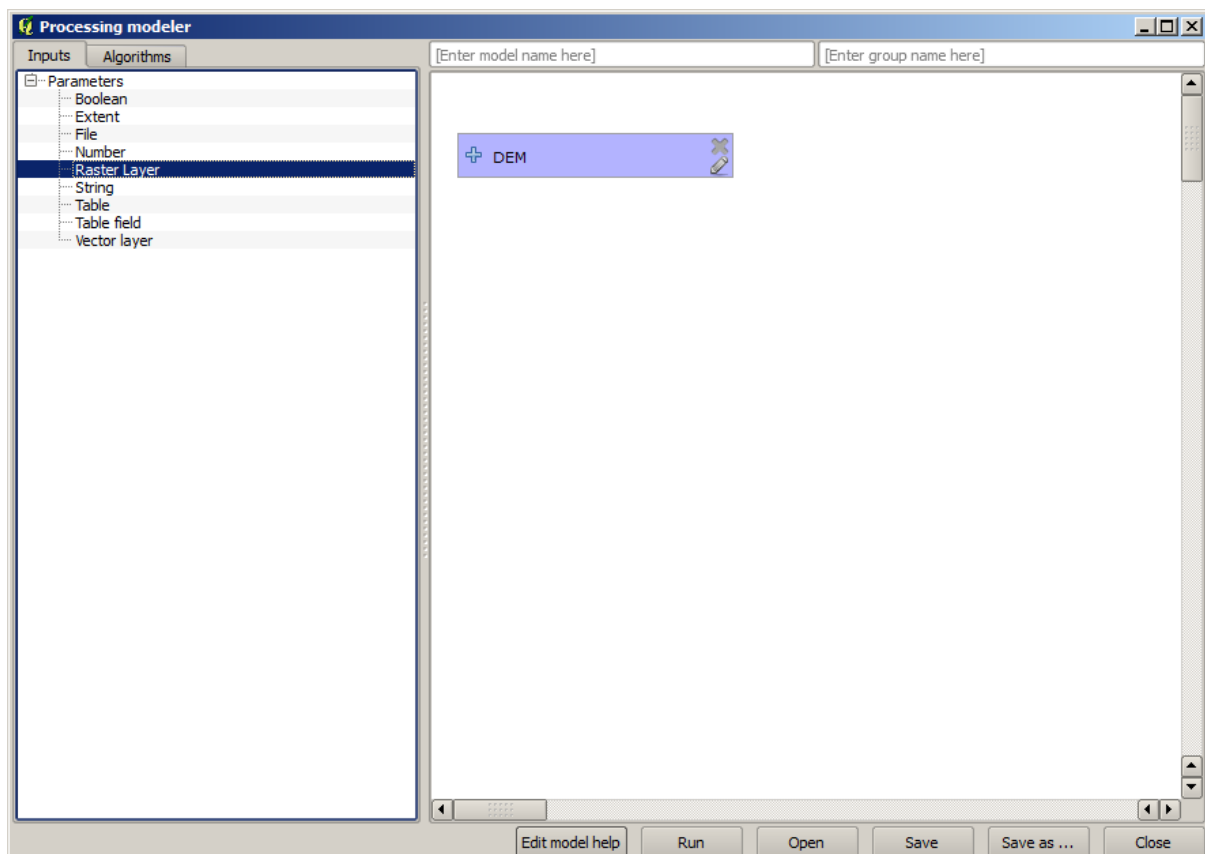 Processing modeler
Inputs
Algorithms
[Enter model name here]
[Enter group name here]
Parameters
Boolean
Extent
File
Number
Raster Layer
String
Table
Table field
Vector layer
DEM
Edit model help
Run
Open
Save
Save as ...
Close